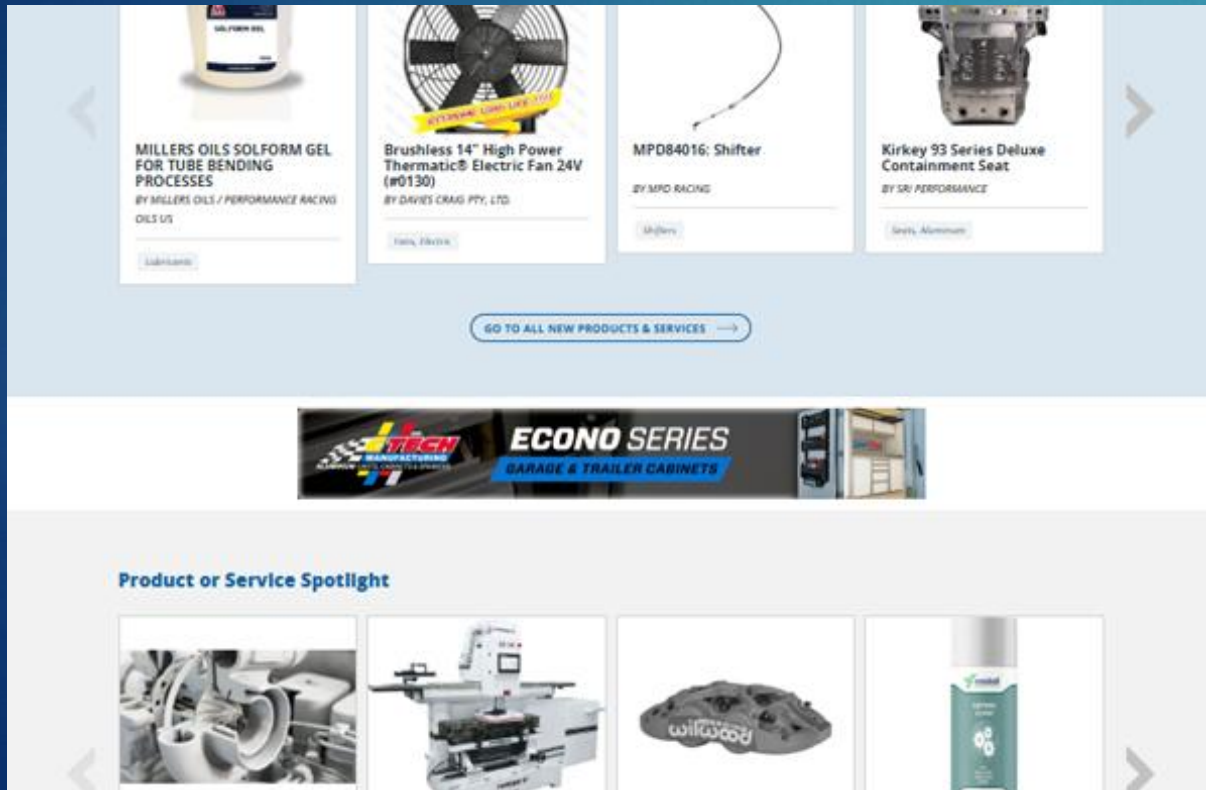 SOLFORM GEL
EXTREME LONG LIFE
MILLERS OILS SOLFORM GEL
FOR TUBE BENDING
PROCESSES
BY MILLERS OILS / PERFORMANCE RACING
OILS US
Lubricants
Brushless 14" High Power
Thermatic® Electric Fan 24V
(#0130)
BY DAVIES CRAIG PTY, LTD.
Fans, Electric
MPD84016: Shifter
BY MPD RACING
Shifters
Kirkey 93 Series Deluxe
Containment Seat
BY SRI PERFORMANCE
Seats, Aluminum
GO TO ALL NEW PRODUCTS & SERVICES
TECH
MANUFACTURING
ECONO SERIES
GARAGE & TRAILER CABINETS
Product or Service Spotlight
wilwood